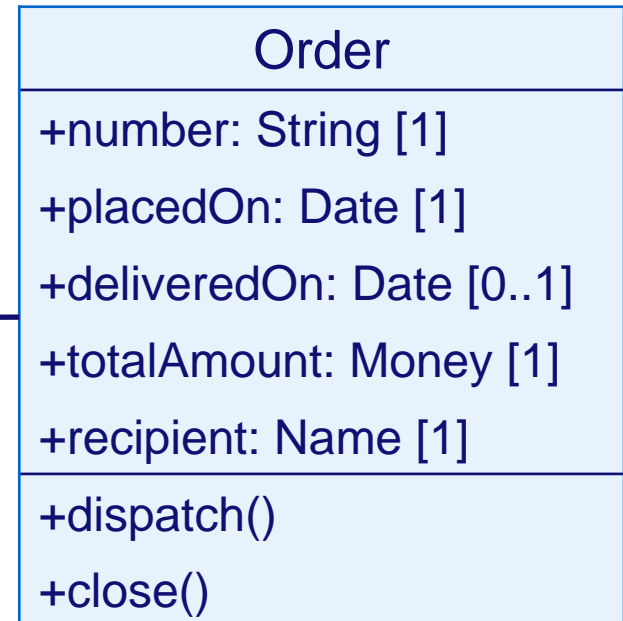 Order
+number: String [1]
+placedOn: Date [1]
+deliveredOn: Date [0..1]
+totalAmount: Money [1]
+recipient: Name [1]
+dispatch()
+close()